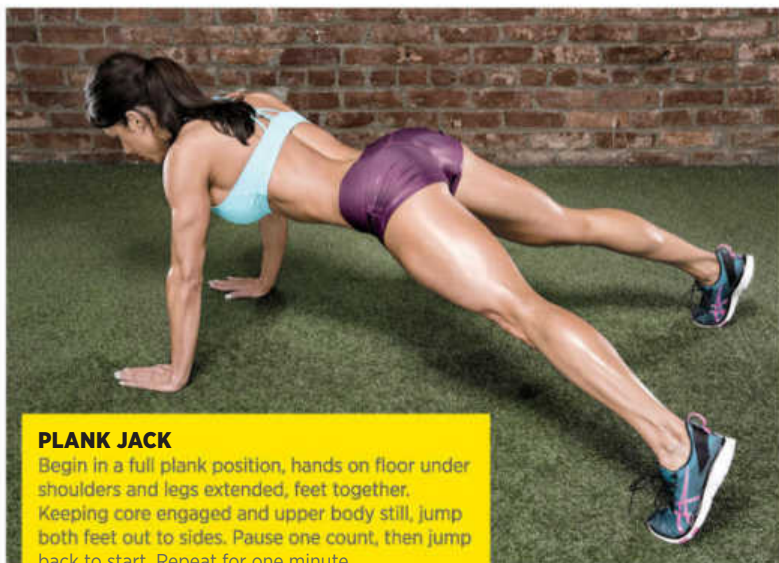 PLANK JACK
Begin in a full plank position, hands on floor under
shoulders and legs extended, feet together.
Keeping core engaged and upper body still, jump
both feet out to sides. Pause one count, then jump
back to start. Repeat for one minute.